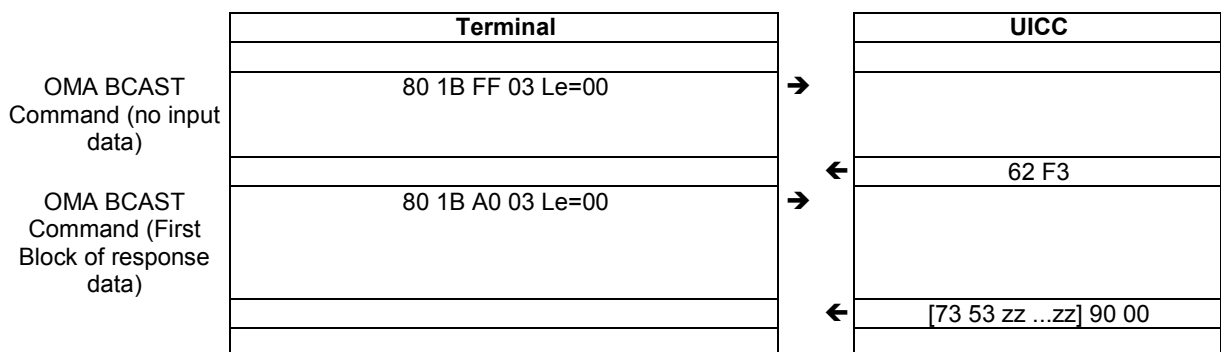 Terminal
UICC
OMA BCAST
Command (no input
data)
80 1B FF 03 Le=00
➔
🡸 62 F3
OMA BCAST
Command (First
Block of response
data)
80 1B A0 03 Le=00
➔
🡸 [73 53 zz ...zz] 90 00